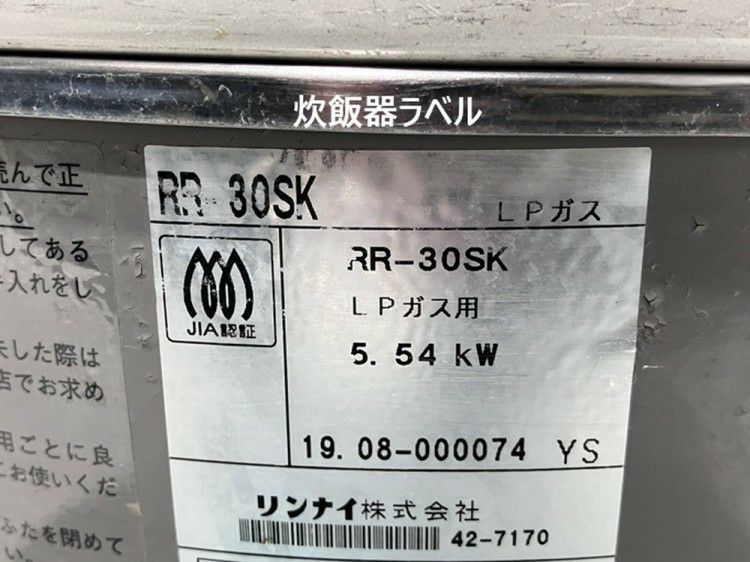 炊飯器ラベル
RR-30SK
LPガス
JIA認証
RR-30SK
LPガス用
5.54 kW
19.08-000074 YS
リンナイ株式会社
42-7170
読んで正
い。
してある
手入れをし
した際は
店でお求め
用ごとに良
にお使いくだ
ふたを閉めて
い。